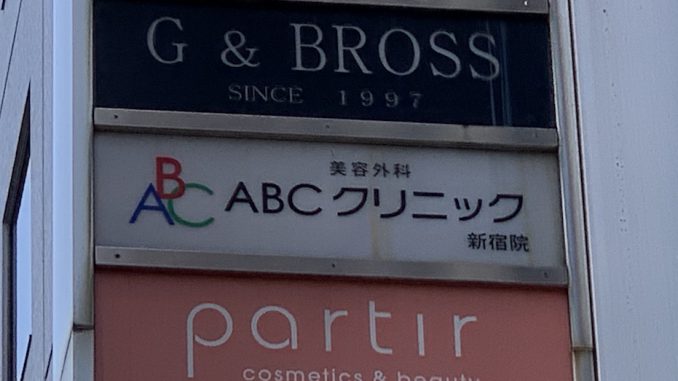 G & BROSS
SINCE 1997
美容外科
ABC ABCクリニック
新宿院
partir
cosmetics & beauty